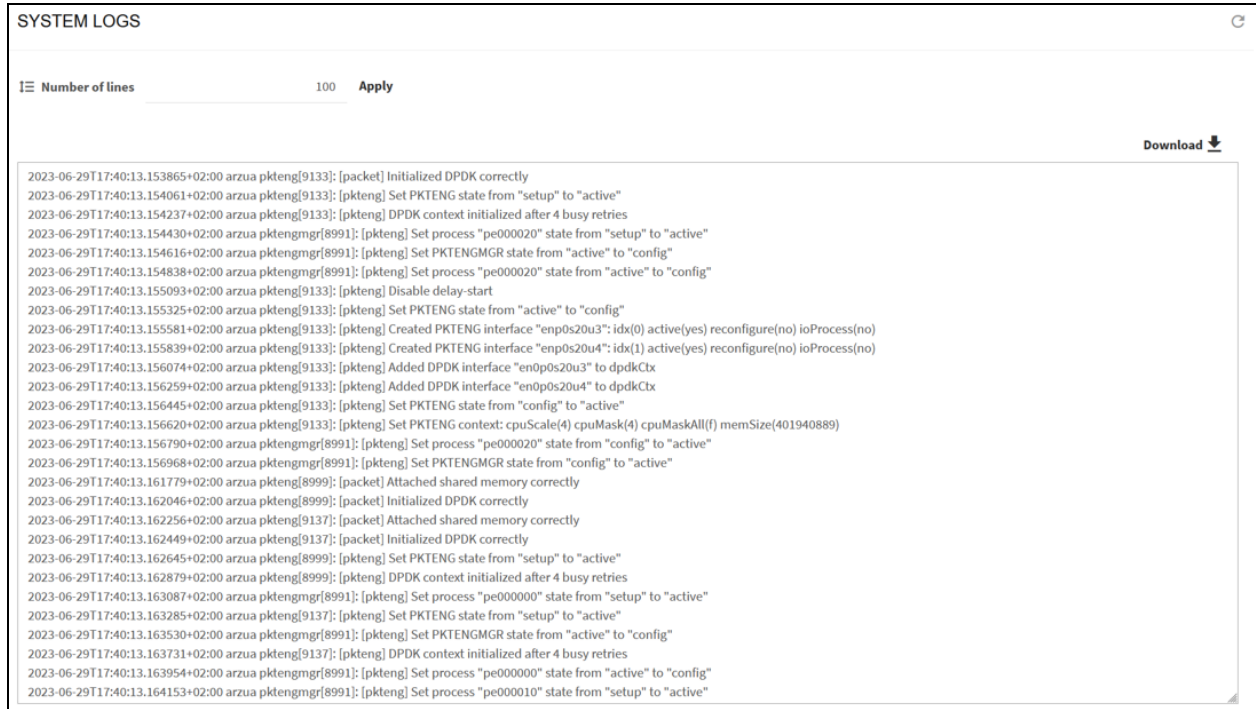 SYSTEM LOGS
Number of lines 100 Apply
Download
2023-06-29T17:40:13.153865+02:00 arzua pkteng[9133]: [packet] Initialized DPDK correctly
2023-06-29T17:40:13.154061+02:00 arzua pkteng[9133]: [pkteng] Set PKTENG state from "setup" to "active"
2023-06-29T17:40:13.154237+02:00 arzua pkteng[9133]: [pkteng] DPDK context initialized after 4 busy retries
2023-06-29T17:40:13.154430+02:00 arzua pktengmgr[8991]: [pkteng] Set process "pe000020" state from "setup" to "active"
2023-06-29T17:40:13.154616+02:00 arzua pktengmgr[8991]: [pkteng] Set PKTENGMGR state from "active" to "config"
2023-06-29T17:40:13.154838+02:00 arzua pktengmgr[8991]: [pkteng] Set process "pe000020" state from "active" to "config"
2023-06-29T17:40:13.155093+02:00 arzua pkteng[9133]: [pkteng] Disable delay-start
2023-06-29T17:40:13.155325+02:00 arzua pkteng[9133]: [pkteng] Set PKTENG state from "active" to "config"
2023-06-29T17:40:13.155581+02:00 arzua pkteng[9133]: [pkteng] Created PKTENG interface "enp0s20u3": idx(0) active(yes) reconfigure(no) ioProcess(no)
2023-06-29T17:40:13.155839+02:00 arzua pkteng[9133]: [pkteng] Created PKTENG interface "enp0s20u4": idx(1) active(yes) reconfigure(no) ioProcess(no)
2023-06-29T17:40:13.156074+02:00 arzua pkteng[9133]: [pkteng] Added DPDK interface "en0p0s20u3" to dpdkCtx
2023-06-29T17:40:13.156259+02:00 arzua pkteng[9133]: [pkteng] Added DPDK interface "en0p0s20u4" to dpdkCtx
2023-06-29T17:40:13.156445+02:00 arzua pkteng[9133]: [pkteng] Set PKTENG state from "config" to "active"
2023-06-29T17:40:13.156620+02:00 arzua pkteng[9133]: [pkteng] Set PKTENG context: cpuScale(4) cpuMask(4) cpuMaskAll(f) memSize(401940889)
2023-06-29T17:40:13.156790+02:00 arzua pktengmgr[8991]: [pkteng] Set process "pe000020" state from "config" to "active"
2023-06-29T17:40:13.156968+02:00 arzua pktengmgr[8991]: [pkteng] Set PKTENGMGR state from "config" to "active"
2023-06-29T17:40:13.161779+02:00 arzua pkteng[8999]: [packet] Attached shared memory correctly
2023-06-29T17:40:13.162046+02:00 arzua pkteng[8999]: [packet] Initialized DPDK correctly
2023-06-29T17:40:13.162256+02:00 arzua pkteng[9137]: [packet] Attached shared memory correctly
2023-06-29T17:40:13.162449+02:00 arzua pkteng[9137]: [packet] Initialized DPDK correctly
2023-06-29T17:40:13.162645+02:00 arzua pkteng[8999]: [pkteng] Set PKTENG state from "setup" to "active"
2023-06-29T17:40:13.162879+02:00 arzua pkteng[8999]: [pkteng] DPDK context initialized after 4 busy retries
2023-06-29T17:40:13.163087+02:00 arzua pktengmgr[8991]: [pkteng] Set process "pe000000" state from "setup" to "active"
2023-06-29T17:40:13.163285+02:00 arzua pkteng[9137]: [pkteng] Set PKTENG state from "setup" to "active"
2023-06-29T17:40:13.163530+02:00 arzua pktengmgr[8991]: [pkteng] Set PKTENGMGR state from "active" to "config"
2023-06-29T17:40:13.163731+02:00 arzua pkteng[9137]: [pkteng] DPDK context initialized after 4 busy retries
2023-06-29T17:40:13.163954+02:00 arzua pktengmgr[8991]: [pkteng] Set process "pe000000" state from "active" to "config"
2023-06-29T17:40:13.164153+02:00 arzua pktengmgr[8991]: [pkteng] Set process "pe000010" state from "setup" to "active"